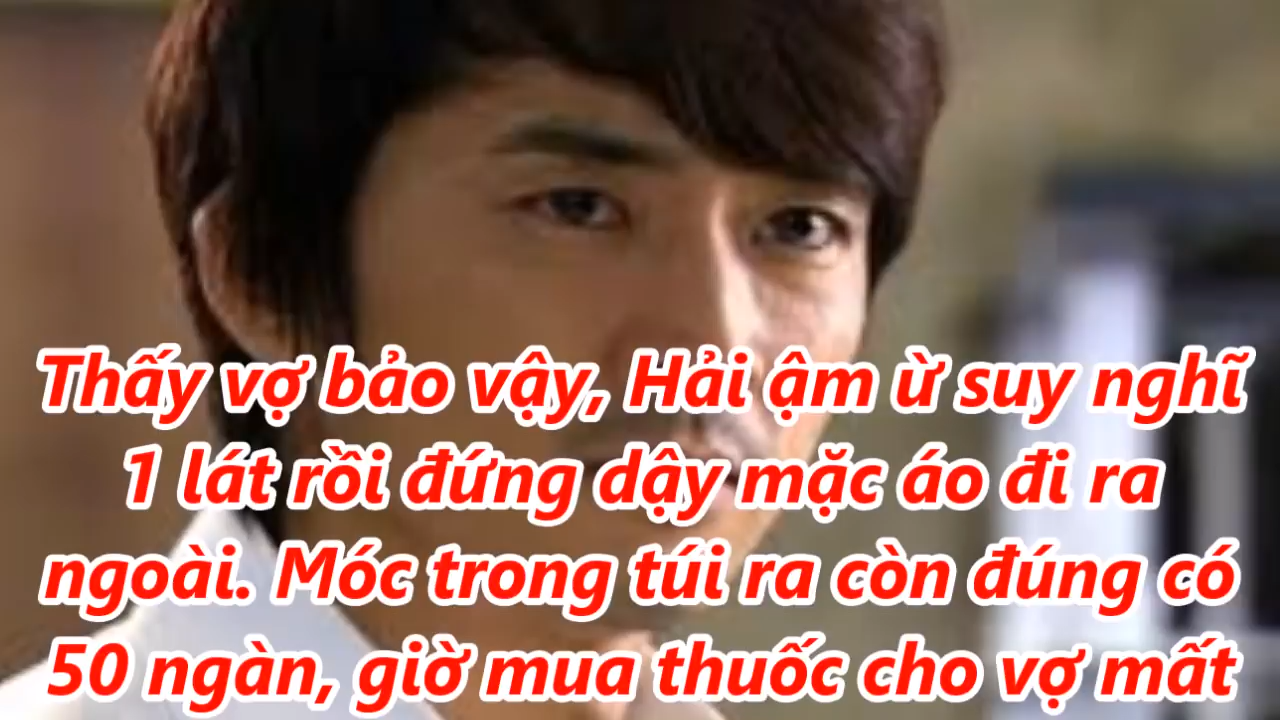 Thấy vợ bảo vậy, Hải ậm ừ suy nghĩ
1 lát rồi đứng dậy mặc áo đi ra
ngoài. Móc trong túi ra còn đúng có
50 ngàn, giờ mua thuốc cho vợ mất